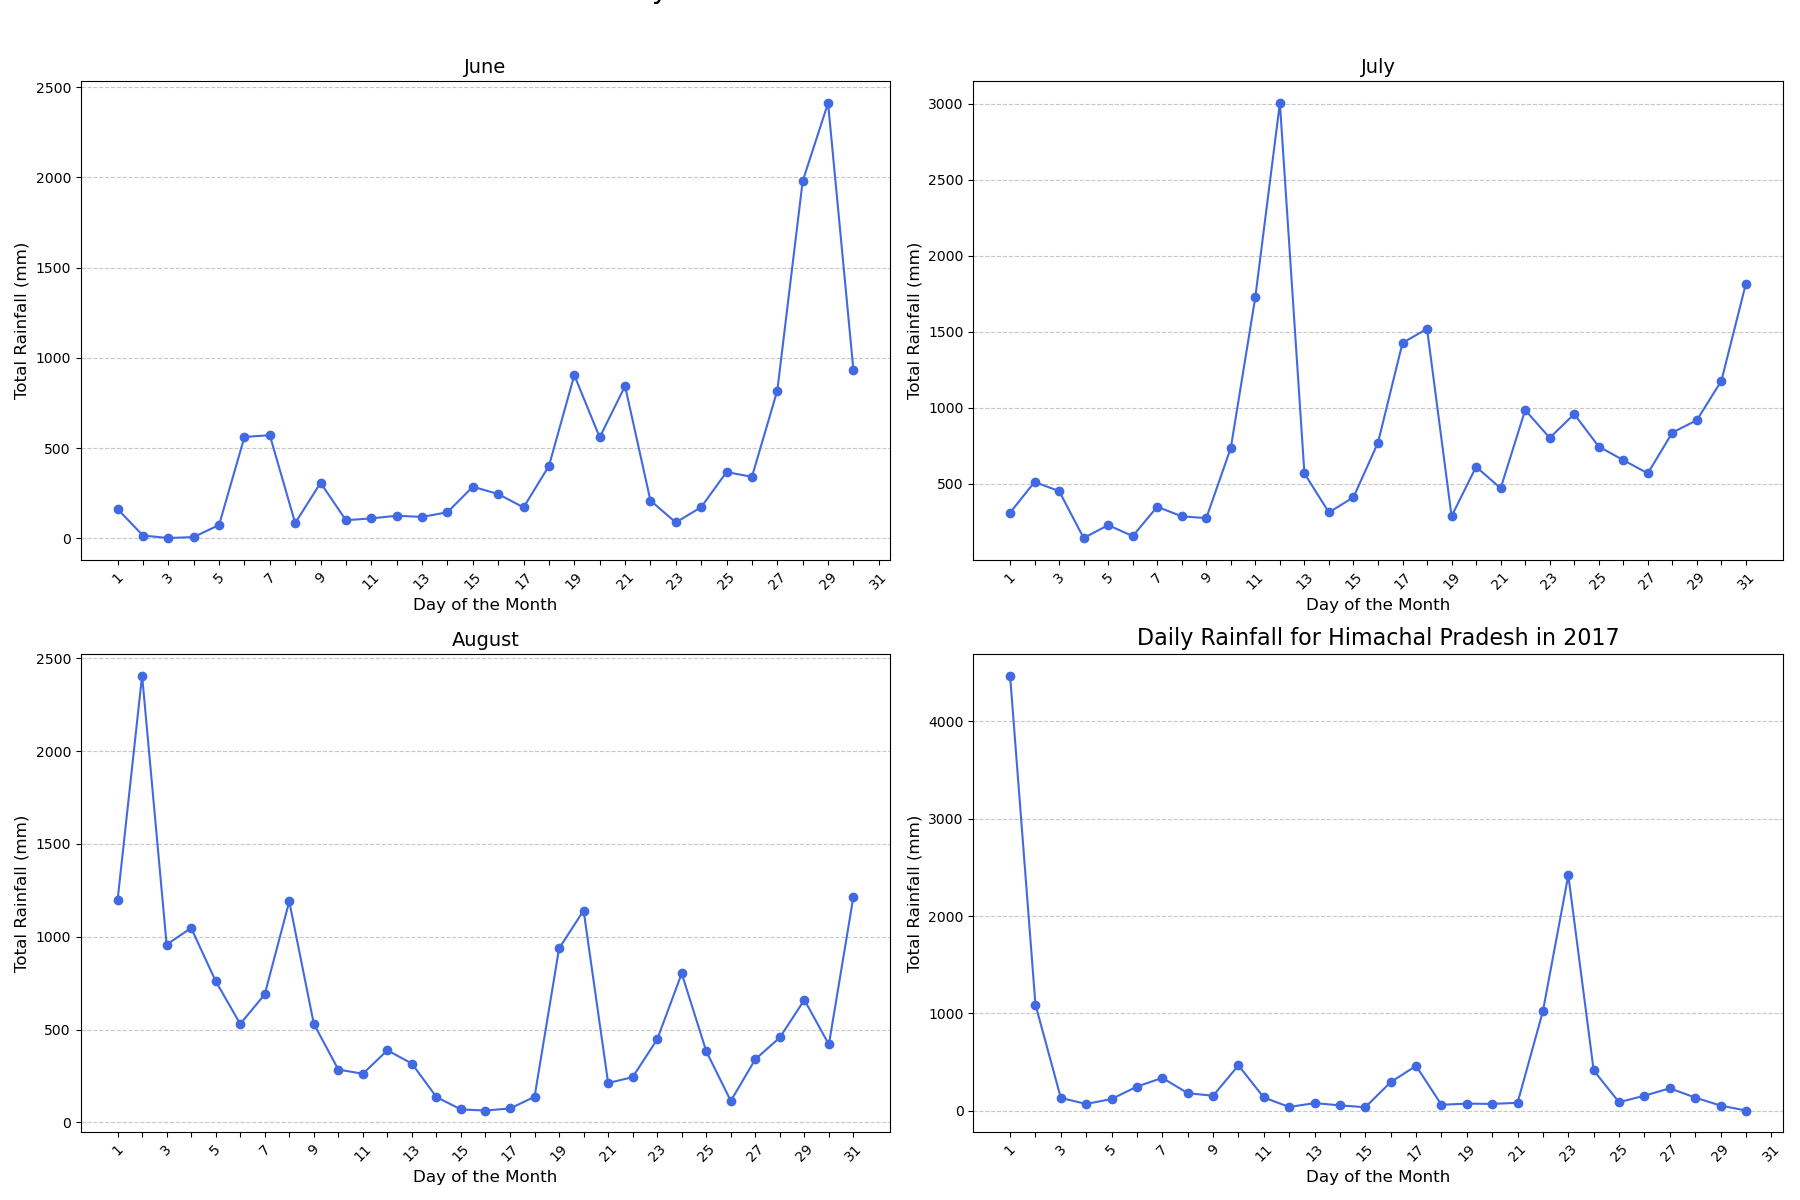 June
2500
2000
1500
1000
500
0
Total Rainfall (mm)
1 3 5 7 9 11 13 15 17 19 21 23 25 27 29 31
Day of the Month
July
3000
2500
2000
1500
1000
500
Total Rainfall (mm)
1 3 5 7 9 11 13 15 17 19 21 23 25 27 29 31
Day of the Month
August
2500
2000
1500
1000
500
0
Total Rainfall (mm)
1 3 5 7 9 11 13 15 17 19 21 23 25 27 29 31
Day of the Month
Daily Rainfall for Himachal Pradesh in 2017
4000
3000
2000
1000
0
Total Rainfall (mm)
1 3 5 7 9 11 13 15 17 19 21 23 25 27 29 31
Day of the Month